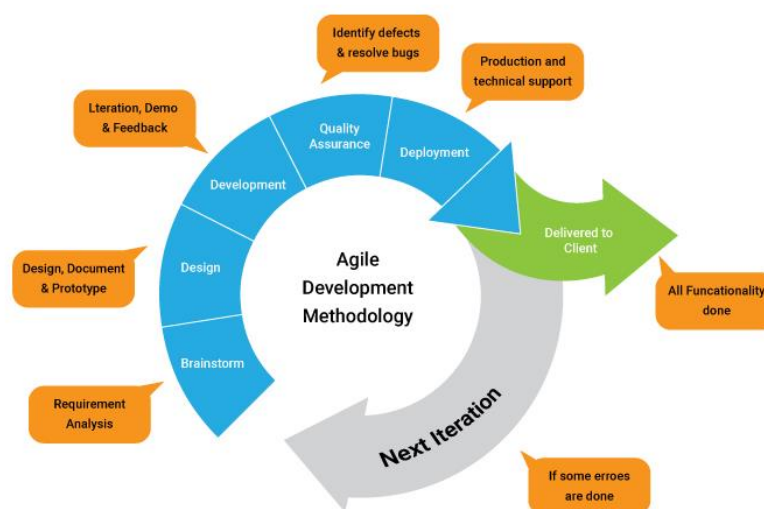 Identify defects
& resolve bugs
Production and
technical support
Lteration, Demo
& Feedback
Quality
Assurance
Deployment
Development
Delivered to
Client
Design, Document
& Prototype
Design
Agile
Development
Methodology
All Funcationality
done
Brainstorm
Requirement
Analysis
Next Iteration
If some erroes
are done